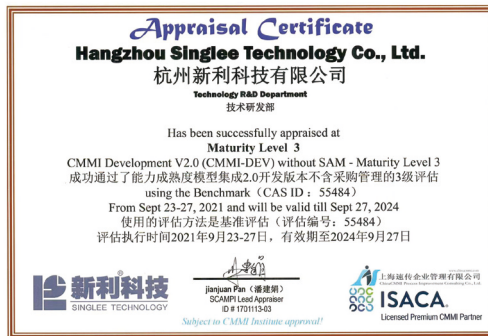 Appraisal Certificate
Hangzhou Singlee Technology Co., Ltd.
杭州新利科技有限公司
Technology R&D Department
技术研发部
Has been successfully appraised at
Maturity Level 3
CMMI Development V2.0 (CMMI-DEV) without SAM - Maturity Level 3
成功通过了能力成熟度模型集成2.0开发版本不含采购管理的3级评估
using the Benchmark（CAS ID：55484）
From Sept 23-27, 2021 and will be valid till Sept 27, 2024
使用的评估方法是基准评估（评估编号：55484）
评估执行时间2021年9月23-27日，有效期至2024年9月27日
新利科技
SINGLEE TECHNOLOGY
jianjuan Pan（潘建娟）
SCAMPI Lead Appraiser
ID # 1701113-03
Subject to CMMI Institute approval!
上海速传企业管理有限公司
ISACA.
Licensed Premium CMMI Partner